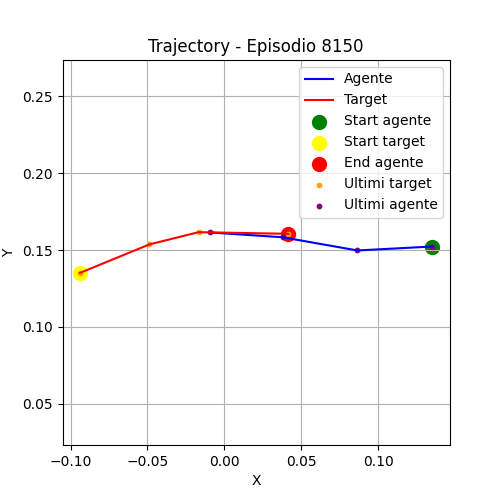 Trajectory - Episodio 8150
Agente
Target
Start agente
Start target
End agente
Ultimi target
Ultimi agente
Y
0.25
0.20
0.15
0.10
0.05
−0.10 −0.05 0.00 0.05 0.10
X